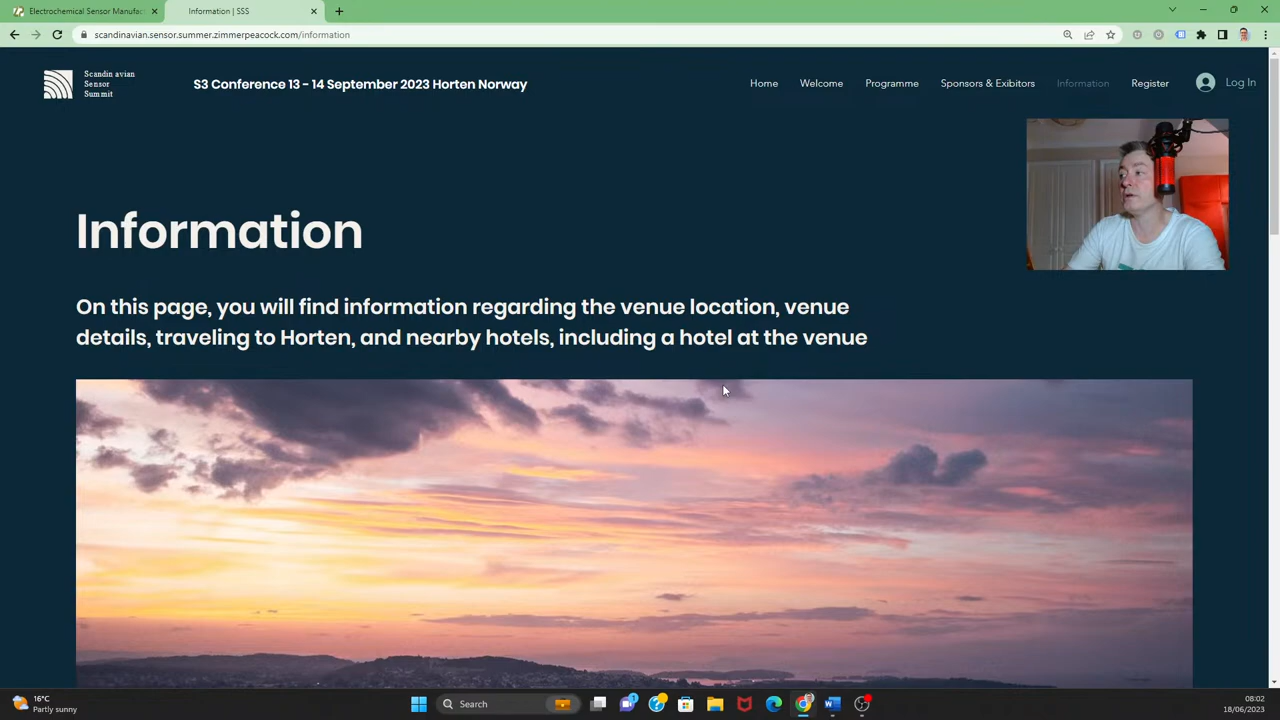 Electrochemical Sensor Manufac
Information | SSS
scandinavian.sensor.summer.zimmerpeacock.com/information
Scandin avian
Sensor
Summit
S3 Conference 13 - 14 September 2023 Horten Norway
Home
Welcome
Programme
Sponsors & Exibitors
Information
Register
Log In
Information
On this page, you will find information regarding the venue location, venue
details, traveling to Horten, and nearby hotels, including a hotel at the venue
16°C
Partly sunny
Search
1
08:02
18/06/2023